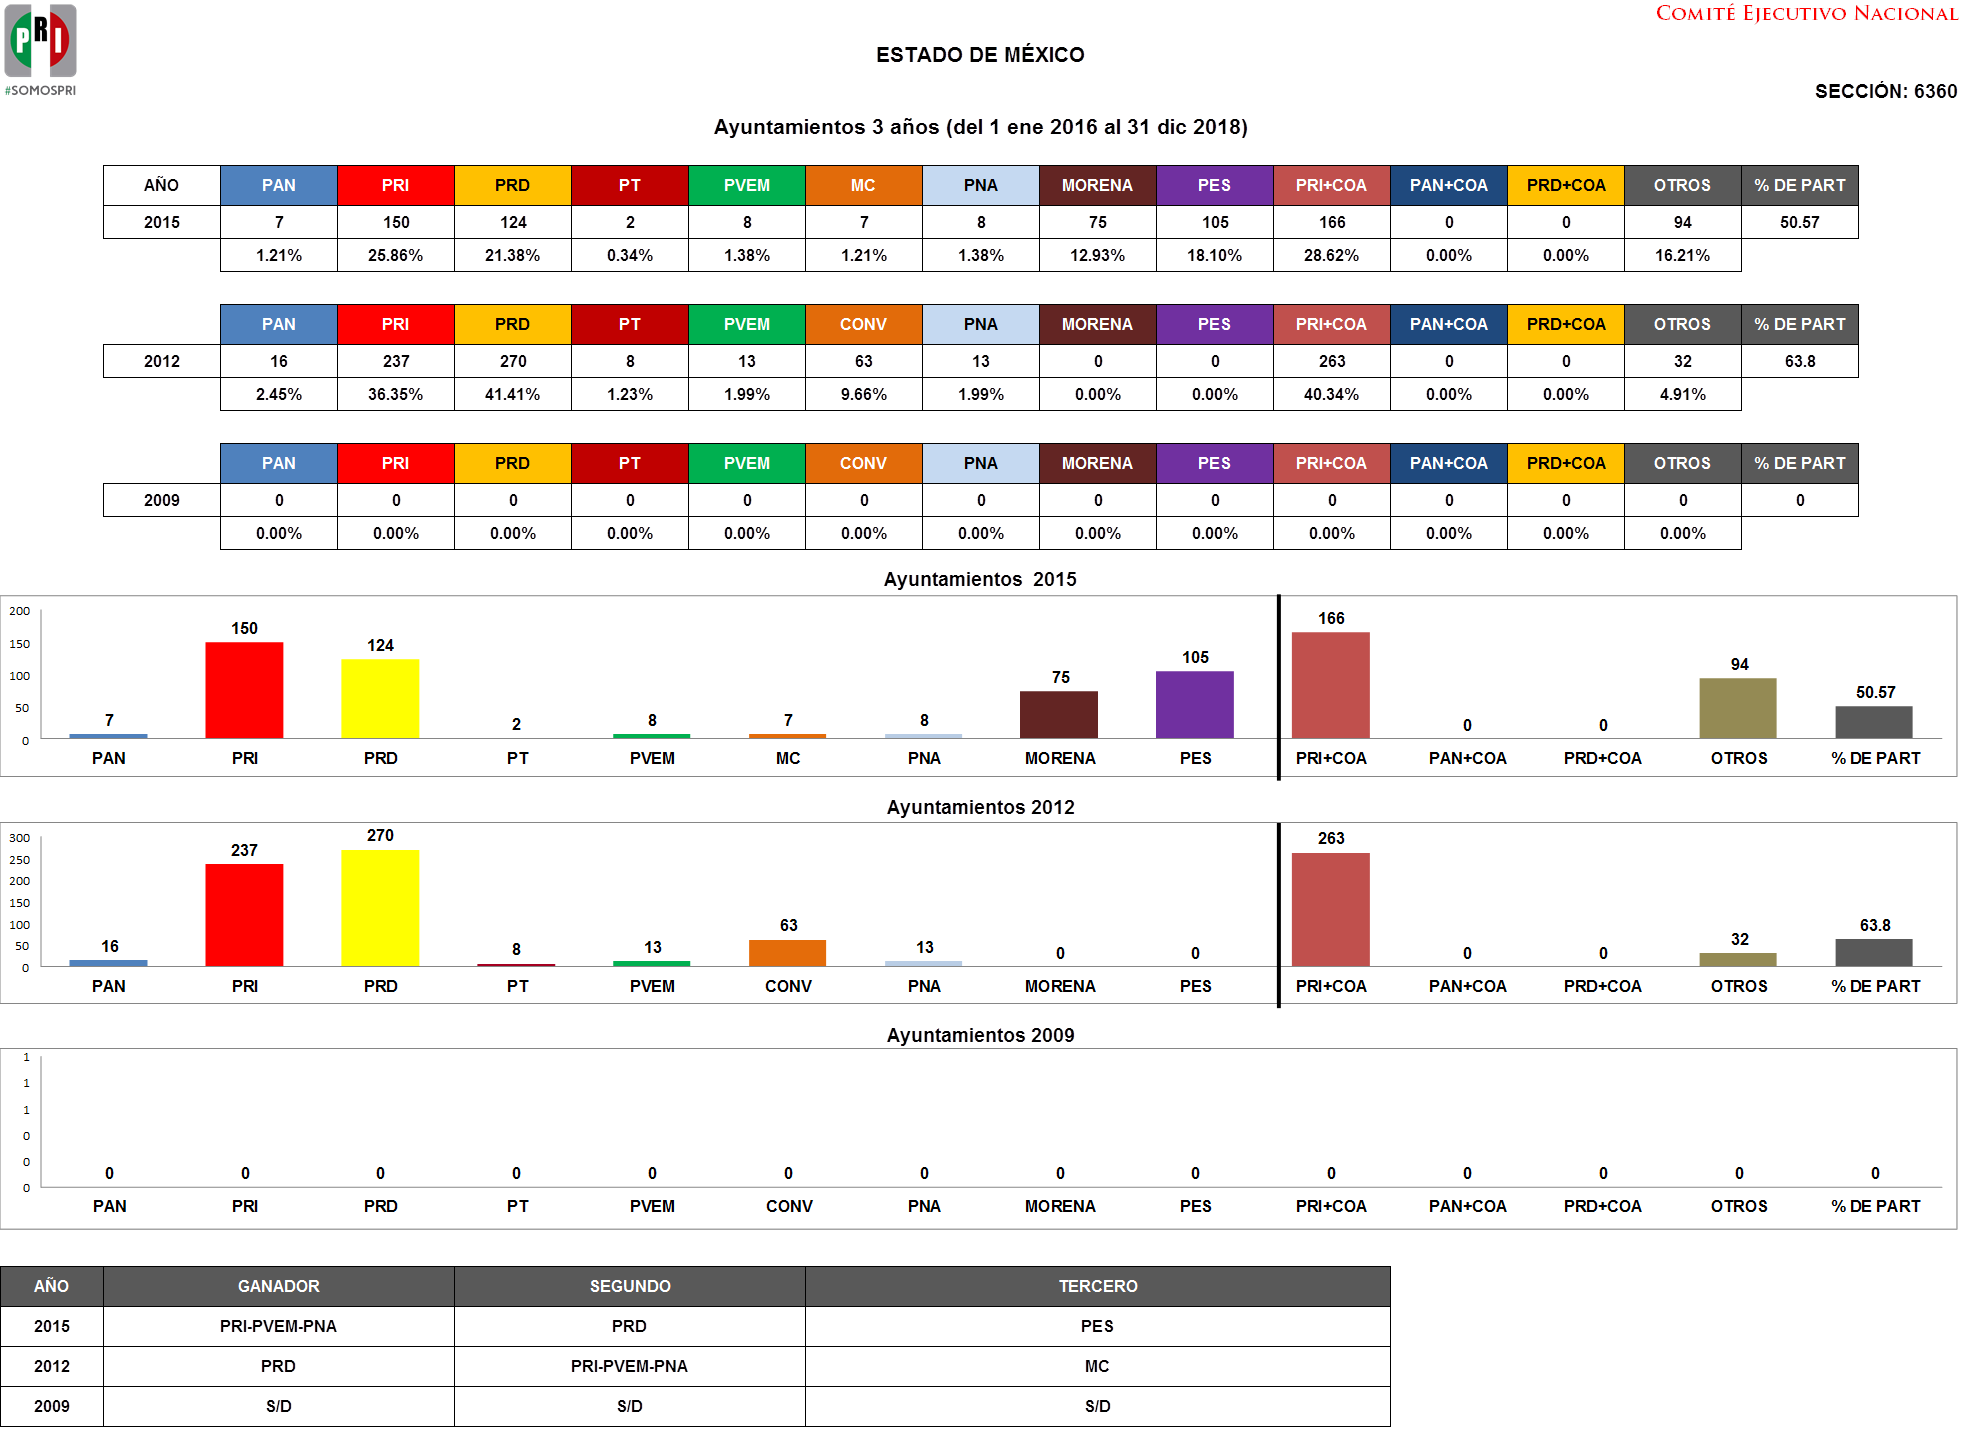 PRI
#SOMOSPRI
COMITÉ EJECUTIVO NACIONAL
ESTADO DE MÉXICO
SECCIÓN: 6360
Ayuntamientos 3 años (del 1 ene 2016 al 31 dic 2018)
AÑO PAN PRI PRD PT PVEM MC PNA MORENA PES PRI+COA PAN+COA PRD+COA OTROS % DE PART
2015 7 150 124 2 8 7 8 75 105 166 0 0 94 50.57
1.21% 25.86% 21.38% 0.34% 1.38% 1.21% 1.38% 12.93% 18.10% 28.62% 0.00% 0.00% 16.21%
PAN PRI PRD PT PVEM CONV PNA MORENA PES PRI+COA PAN+COA PRD+COA OTROS % DE PART
2012 16 237 270 8 13 63 13 0 0 263 0 0 32 63.8
2.45% 36.35% 41.41% 1.23% 1.99% 9.66% 1.99% 0.00% 0.00% 40.34% 0.00% 0.00% 4.91%
PAN PRI PRD PT PVEM CONV PNA MORENA PES PRI+COA PAN+COA PRD+COA OTROS % DE PART
2009 0 0 0 0 0 0 0 0 0 0 0 0 0 0
0.00% 0.00% 0.00% 0.00% 0.00% 0.00% 0.00% 0.00% 0.00% 0.00% 0.00% 0.00% 0.00%
Ayuntamientos 2015
200
150
100
50
0
7 150 124 2 8 7 8 75 105 166 0 0 94 50.57
PAN PRI PRD PT PVEM MC PNA MORENA PES PRI+COA PAN+COA PRD+COA OTROS % DE PART
Ayuntamientos 2012
300
250
200
150
100
50
0
16 237 270 8 13 63 13 0 0 263 0 0 32 63.8
PAN PRI PRD PT PVEM CONV PNA MORENA PES PRI+COA PAN+COA PRD+COA OTROS % DE PART
Ayuntamientos 2009
1
1
1
0
0
0
0 0 0 0 0 0 0 0 0 0 0 0 0 0
PAN PRI PRD PT PVEM CONV PNA MORENA PES PRI+COA PAN+COA PRD+COA OTROS % DE PART
AÑO GANADOR SEGUNDO TERCERO
2015 PRI-PVEM-PNA PRD PES
2012 PRD PRI-PVEM-PNA MC
2009 S/D S/D S/D